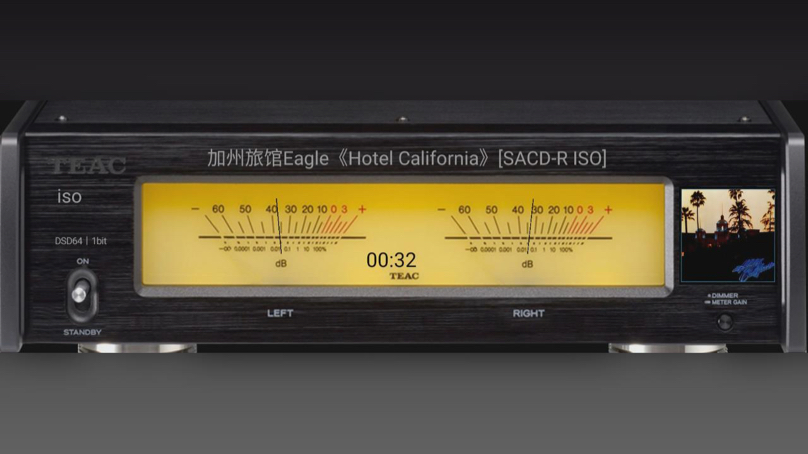 加州旅馆Eagle《Hotel California》[SACD-R ISO]
TEAC
iso
DSD64 | 1bit
ON
STANDBY
− 60 50 40 30 20 10 0 3 +
dB
LEFT
− 60 50 40 30 20 10 0 3 +
dB
RIGHT
00:32
TEAC
DIMMER
METER GAIN